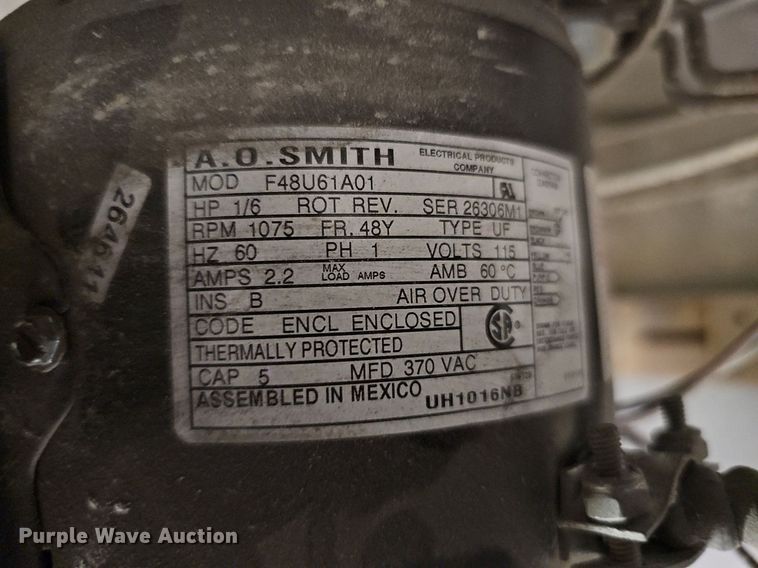 A.O.SMITH ELECTRICAL PRODUCTS COMPANY
MOD F48U61A01
HP 1/6 ROT REV. SER 26306M1
RPM 1075 FR. 48Y TYPE UF
HZ 60 PH 1 VOLTS 115
AMPS 2.2 MAX LOAD AMPS AMB 60 °C
INS B AIR OVER DUTY
CODE ENCL ENCLOSED
THERMALLY PROTECTED
CAP 5 MFD 370 VAC
ASSEMBLED IN MEXICO UH1016NB
264641
Purple Wave Auction